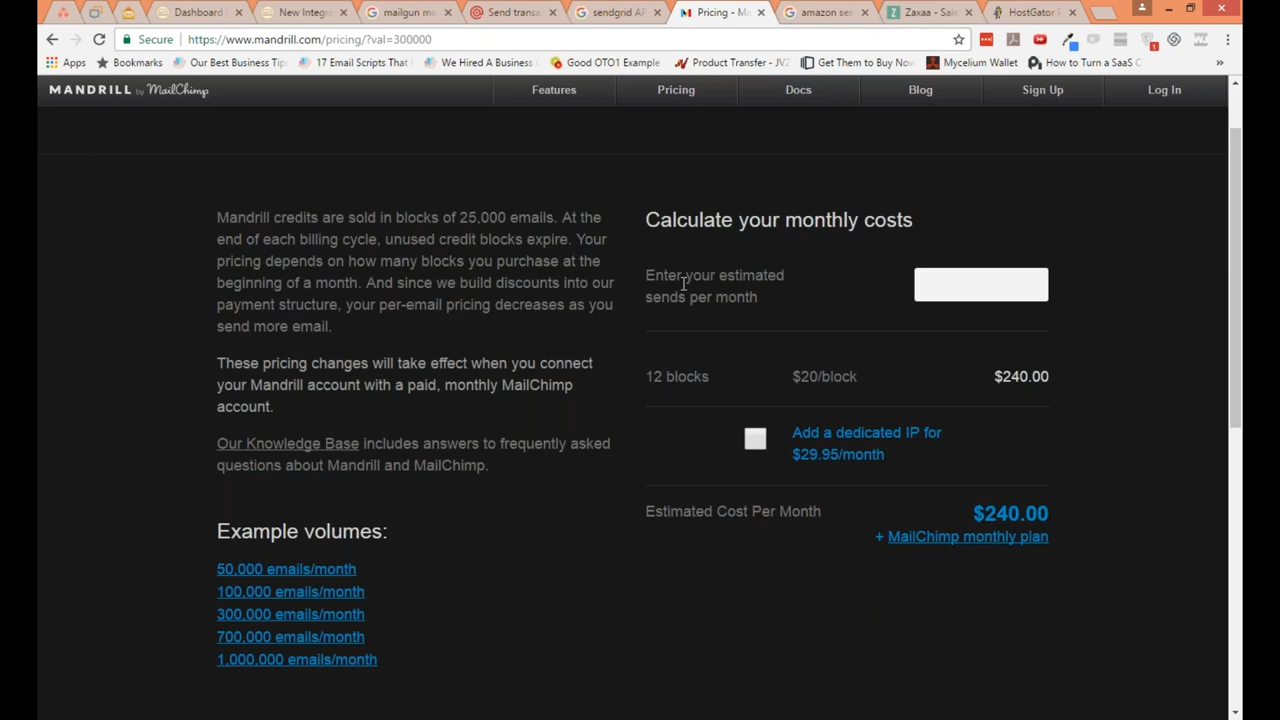 Dashboard
New Integra
mailgun ma
Send transa
sendgrid AP
Pricing - Ma
amazon ses
Zaxaa - Sale
HostGator P
Secure
https://www.mandrill.com/pricing/?val=300000
Apps
Bookmarks
Our Best Business Tip
17 Email Scripts That
We Hired A Business
Good OTO1 Example
Product Transfer - JVZ
Get Them to Buy Now
Mycelium Wallet
How to Turn a SaaS C
»
MANDRILL by MailChimp
Features
Pricing
Docs
Blog
Sign Up
Log In
Mandrill credits are sold in blocks of 25,000 emails. At the
end of each billing cycle, unused credit blocks expire. Your
pricing depends on how many blocks you purchase at the
beginning of a month. And since we build discounts into our
payment structure, your per-email pricing decreases as you
send more email.
These pricing changes will take effect when you connect
your Mandrill account with a paid, monthly MailChimp
account.
Our Knowledge Base includes answers to frequently asked
questions about Mandrill and MailChimp.
Example volumes:
50,000 emails/month
100,000 emails/month
300,000 emails/month
700,000 emails/month
1,000,000 emails/month
Calculate your monthly costs
Enter your estimated
sends per month
12 blocks $20/block $240.00
Add a dedicated IP for
$29.95/month
Estimated Cost Per Month $240.00
+ MailChimp monthly plan